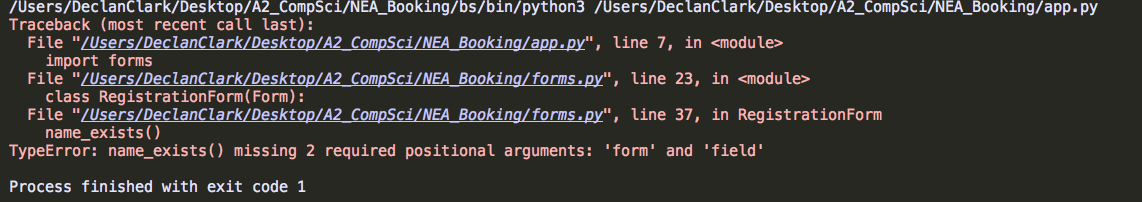 /Users/DeclanClark/Desktop/A2_CompSci/NEA_Booking/bs/bin/python3 /Users/DeclanClark/Desktop/A2_CompSci/NEA_Booking/app.py
Traceback (most recent call last):
  File "/Users/DeclanClark/Desktop/A2_CompSci/NEA_Booking/app.py", line 7, in <module>
    import forms
  File "/Users/DeclanClark/Desktop/A2_CompSci/NEA_Booking/forms.py", line 23, in <module>
    class RegistrationForm(Form):
  File "/Users/DeclanClark/Desktop/A2_CompSci/NEA_Booking/forms.py", line 37, in RegistrationForm
    name_exists()
TypeError: name_exists() missing 2 required positional arguments: 'form' and 'field'
Process finished with exit code 1